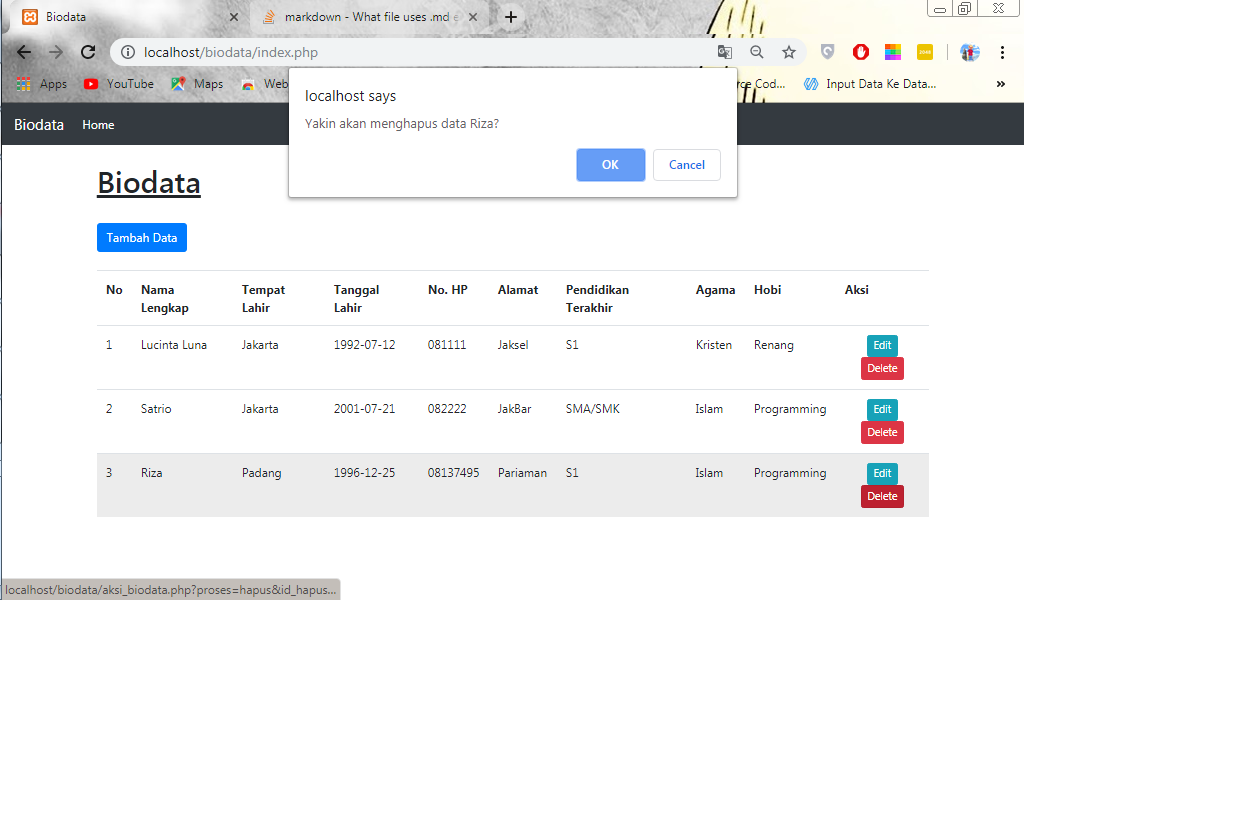 Biodata
markdown - What file uses .md e
localhost/biodata/index.php
Apps
YouTube
Maps
Web
rce Cod...
Input Data Ke Data...
»
localhost says
Yakin akan menghapus data Riza?
OK
Cancel
Biodata
Home
Biodata
Tambah Data
No
Nama
Lengkap
Tempat
Lahir
Tanggal
Lahir
No. HP
Alamat
Pendidikan
Terakhir
Agama
Hobi
Aksi
1
Lucinta Luna
Jakarta
1992-07-12
081111
Jaksel
S1
Kristen
Renang
Edit
Delete
2
Satrio
Jakarta
2001-07-21
082222
JakBar
SMA/SMK
Islam
Programming
Edit
Delete
3
Riza
Padang
1996-12-25
08137495
Pariaman
S1
Islam
Programming
Edit
Delete
localhost/biodata/aksi_biodata.php?proses=hapus&id_hapus...